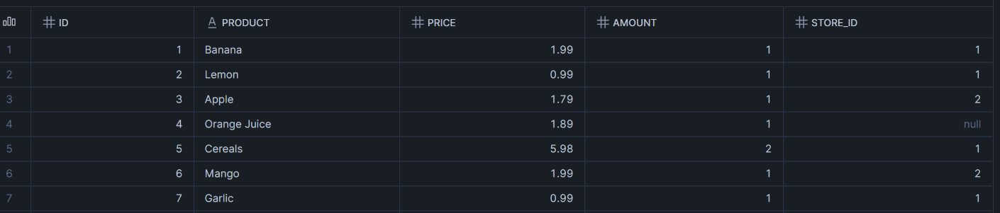 ID PRODUCT PRICE AMOUNT STORE_ID
1 1 Banana 1.99 1 1
2 2 Lemon 0.99 1 1
3 3 Apple 1.79 1 2
4 4 Orange Juice 1.89 1 null
5 5 Cereals 5.98 2 1
6 6 Mango 1.99 1 2
7 7 Garlic 0.99 1 1